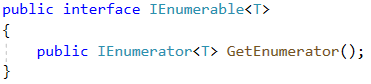 public interface IEnumerable<T>
{
    public IEnumerator<T> GetEnumerator();
}